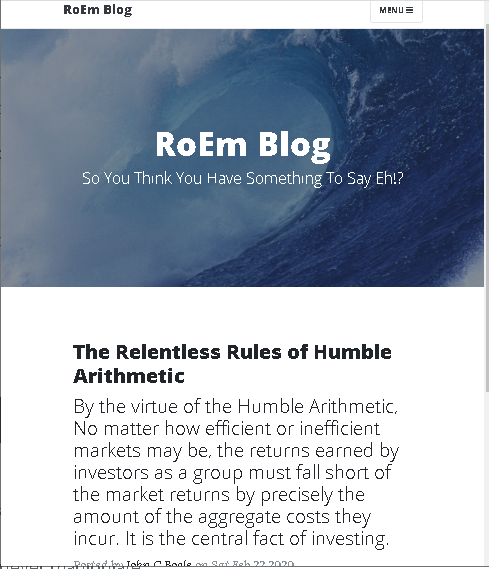 RoEm Blog
MENU
RoEm Blog
So You Think You Have Something To Say Eh!?
The Relentless Rules of Humble
Arithmetic
By the virtue of the Humble Arithmetic,
No matter how efficient or inefficient
markets may be, the returns earned by
investors as a group must fall short of
the market returns by precisely the
amount of the aggregate costs they
incur. It is the central fact of investing.
Posted by John C Bogle on Sat Feb 22 2020